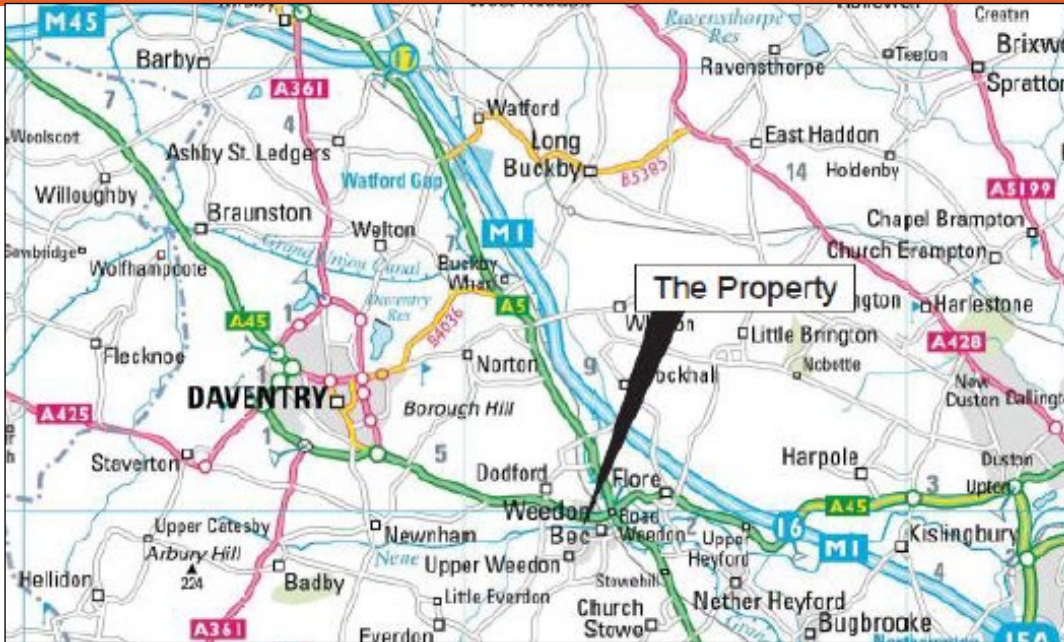 M45
Barby
7
A361
4
17
Ravensthorpe
Res
Ravensthorpe
Teeton
Creaton
Spratton
Woolscot
Ashby St. Ledgers
Watford
Long
Buckby
B5385
East Haddon
14
Holdenby
A5199
Willoughby
Watford Gap
Braunston
Welton
M1
Chapel Brampton
Church Brampton
Wolfhampcote
Grand Union Canal
7
Buckby
Wharf
Daventry
Res
The Property
A45
1
A5
B4036
Harlestone
Little Brington
A428
Flecknoe
Norton
9
Nobottle
1
DAVENTRY
Borough Hill
New
Duston
A425
1
Staverton
5
Dodford
Flore
Harpole
Duston
Upton
3
A45
Weedon
Bec
Road
Weedon
2
16
Upper
Heyford
M1
Kislingbury
2
4
Upper Catesby
Arbury Hill
224
Newnham
Nene
Upper Weedon
Stowehill
Hellidon
Badby
Little Everdon
Everdon
Church
Stowe
Nether Heyford
Bugbrooke
A361